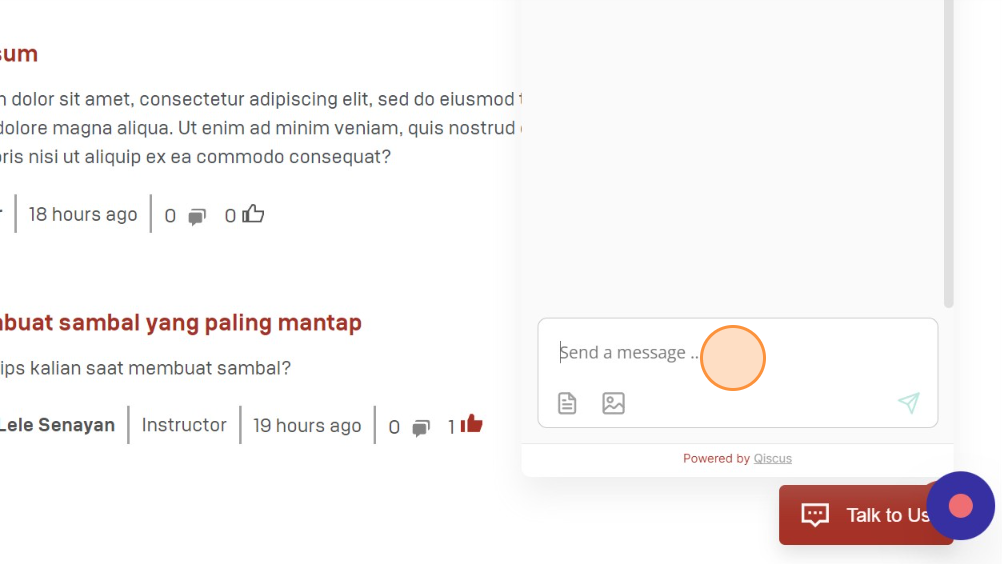 sum
dolor sit amet, consectetur adipiscing elit, sed do eiusmod
dolore magna aliqua. Ut enim ad minim veniam, quis nostrud
oris nisi ut aliquip ex ea commodo consequat?
18 hours ago 0 0
buat sambal yang paling mantap
ips kalian saat membuat sambal?
Lele Senayan Instructor 19 hours ago 0 1
Send a message ..
Powered by Qiscus
Talk to Us